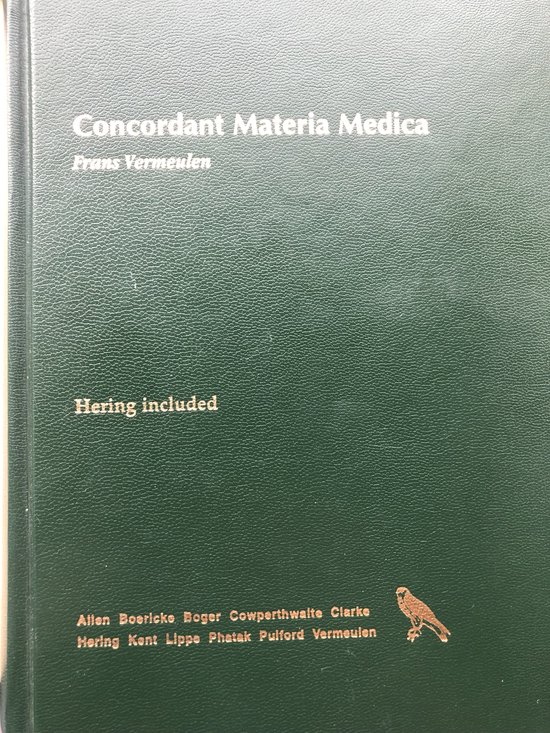 Concordant Materia Medica
Frans Vermeulen
Hering included
Allen Boericke Boger Cowperthwaite Clarke
Hering Kent Lippe Phatak Pulford Vermeulen